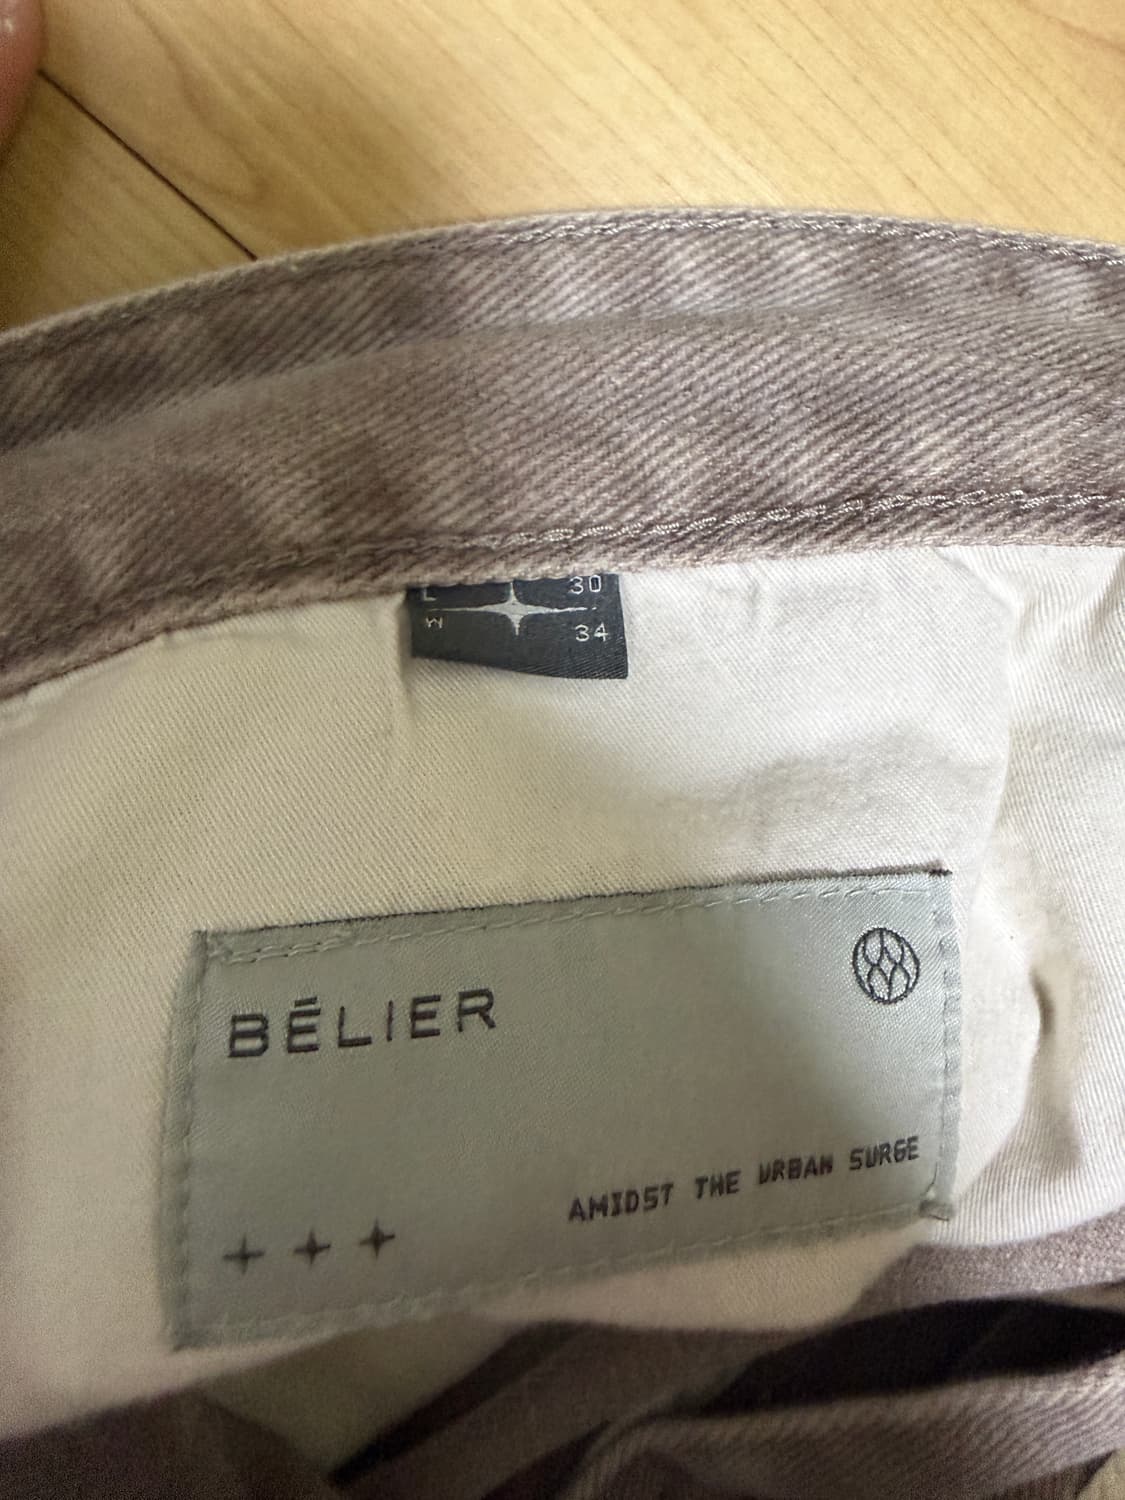 L 30
W 34
BÉLIER
AMIDST THE URBAN SURGE